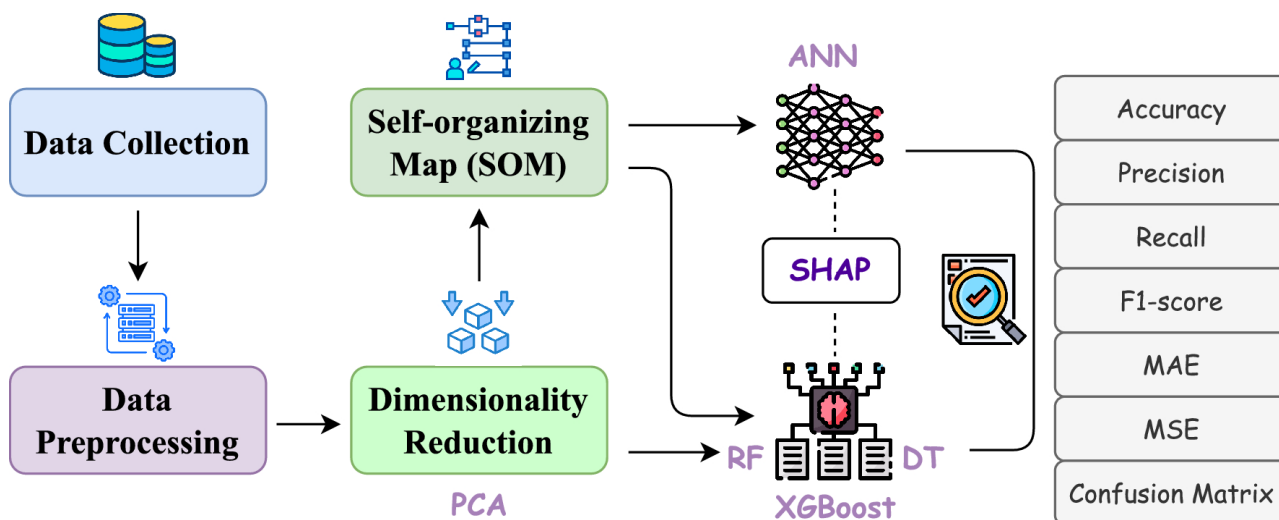 Data Collection
Data
Preprocessing
Self-organizing
Map (SOM)
Dimensionality
Reduction
PCA
ANN
SHAP
RF
DT
XGBoost
Accuracy
Precision
Recall
F1-score
MAE
MSE
Confusion Matrix